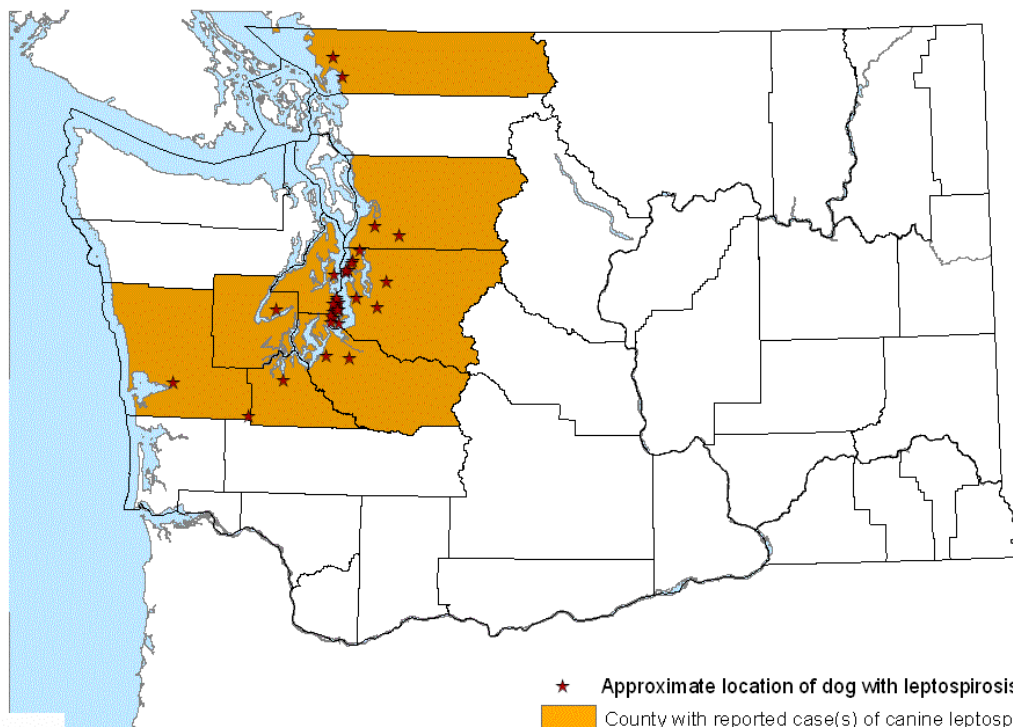 Approximate location of dog with leptospirosis
County with reported case(s) of canine leptosp